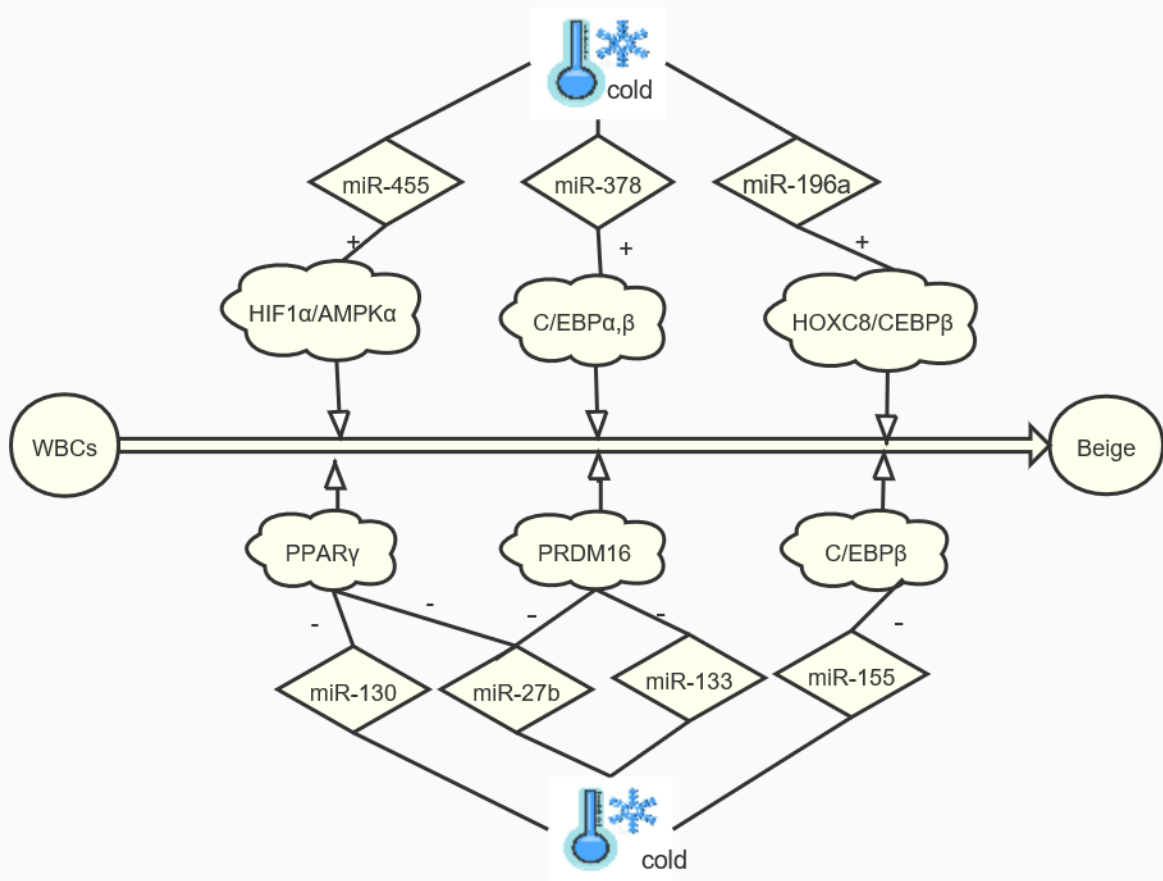 cold
miR-455
miR-378
miR-196a
+
+
+
HIF1α/AMPKα
C/EBPα,β
HOXC8/CEBPβ
WBCs
Beige
PPARγ
PRDM16
C/EBPβ
-
-
-
-
-
miR-130
miR-27b
miR-133
miR-155
cold